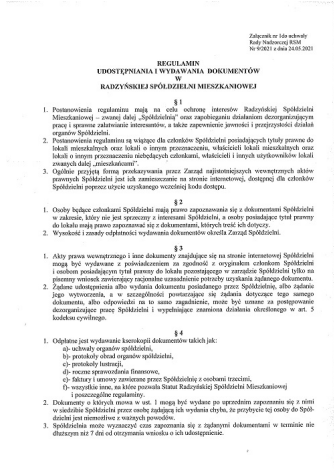 Załącznik nr 1do uchwały
Rady Nadzorczej RSM
Nr 9/2021 z dnia 24.05.2021
REGULAMIN
UDOSTĘPNIANIA I WYDAWANIA DOKUMENTÓW
W
RADZYŃSKIEJ SPÓŁDZIELNI MIESZKANIOWEJ
§ 1
1. Postanowienia regulaminu mają na celu ochronę interesów Radzyńskiej Spółdzielni
Mieszkaniowej – zwanej dalej „Spółdzielnią” oraz zapobieganiu działaniom dezorganizującym
pracę i sprawne załatwianie interesantów, a także zapewnienie jawności i przejrzystości działań
organów Spółdzielni.
2. Postanowienia regulaminu są wiążące dla członków Spółdzielni posiadających tytuły prawne do
lokali mieszkalnych oraz lokali o innym przeznaczeniu, właścicieli lokali mieszkalnych oraz
lokali o innym przeznaczeniu niebędących członkami, właścicieli i innych użytkowników lokali
zwanych dalej „mieszkańcami”.
3. Ogólnie przyjętą forma przekazywania przez Zarząd najistotniejszych wewnętrznych aktów
prawnych Spółdzielni jest ich zamieszczanie na stronie internetowej, dostępnej dla członków
Spółdzielni poprzez użycie uzyskanego wcześniej kodu dostępu.
§ 2
1. Osoby będące członkami Spółdzielni mają prawo zapoznawania się z dokumentami Spółdzielni
w zakresie, który nie jest sprzeczny z interesami Spółdzielni, a osoby posiadające tytuł prawny
do lokalu mają prawo zapoznawać się z dokumentami, których treść ich dotyczy.
2. Wysokość i zasady odpłatności wydawania dokumentów określa Zarząd Spółdzielni.
§ 3
1. Akty prawa wewnętrznego i inne dokumenty znajdujące się na stronie internetowej Spółdzielni
mogą być wydawane z poświadczeniem za zgodność z oryginałem członkom Spółdzielni
i osobom posiadającym tytuł prawny do lokalu pozostającego w zarządzie Spółdzielni tylko na
pisemny wniosek zawierający racjonalne uzasadnienie potrzeby uzyskania żądanego dokumentu.
2. Żądanie udostępnienia albo wydania dokumentu posiadanego przez Spółdzielnię, albo żądanie
jego wytworzenia, a w szczególności powtarzające się żądania dotyczące tego samego
dokumentu, albo odpowiedzi na to samo zagadnienie, może być uznane za postępowanie
dezorganizujące pracę Spółdzielni i wypełniające znamiona działania określonego w art. 5
kodeksu cywilnego.
§ 4
1. Odpłatne jest wydawanie kserokopii dokumentów takich jak:
a)- uchwały organów spółdzielni,
b)- protokoły obrad organów spółdzielni,
c)- protokoły lustracji,
d)- roczne sprawozdania finansowe,
e)- faktury i umowy zawierane przez Spółdzielnię z osobami trzecimi,
f)- wszystkie inne, na które pozwala Statut Radzyńskiej Spółdzielni Mieszkaniowej
i poszczególne regulaminy.
2. Dokumenty o których mowa w ust. 1 mogą być wydane po uprzednim zapoznaniu się z nimi
w siedzibie Spółdzielni przez osobę żądającą ich wydania chyba, że przybycie tej osoby do Spół-
dzielni jest niemożliwe z ważnych powodów.
3. Spółdzielnia może wyznaczyć czas zapoznania się z żądanymi dokumentami w terminie nie
dłuższym niż 7 dni od otrzymania wniosku o ich udostępnienie.